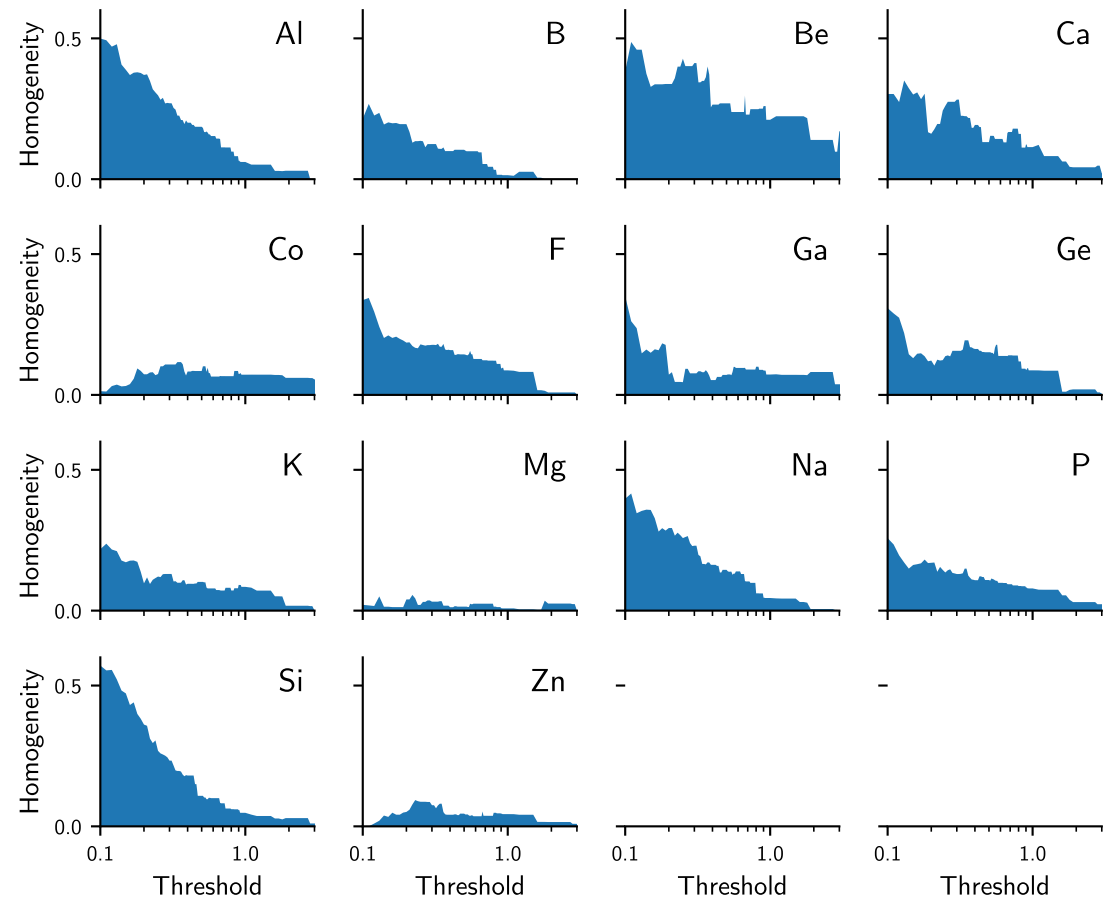 Homogeneity
0.5
0.0
Al
B
Be
Ca
Homogeneity
0.5
0.0
Co
F
Ga
Ge
Homogeneity
0.5
0.0
K
Mg
Na
P
Homogeneity
0.5
0.0
Si
Zn
0.1 1.0
0.1 1.0
0.1 1.0
0.1 1.0
Threshold
Threshold
Threshold
Threshold